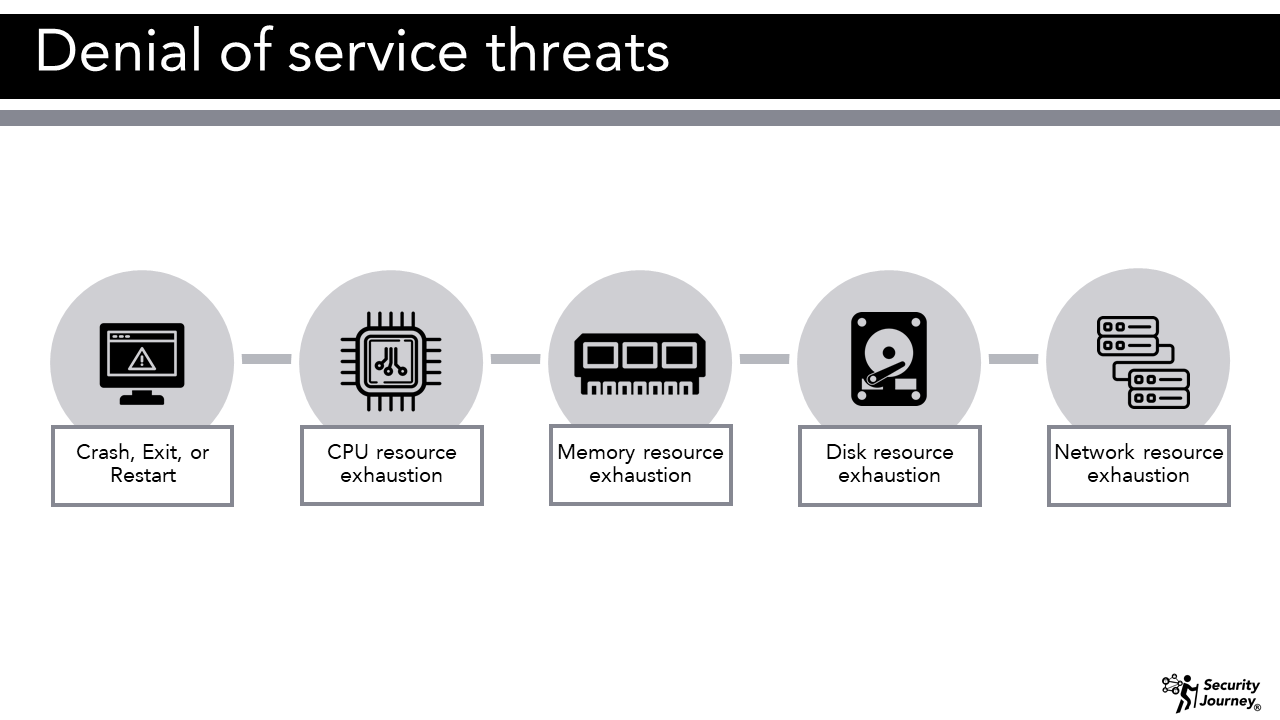 Denial of service threats
Crash, Exit, or
Restart
CPU resource
exhaustion
Memory resource
exhaustion
Disk resource
exhaustion
Network resource
exhaustion
Security
Journey®